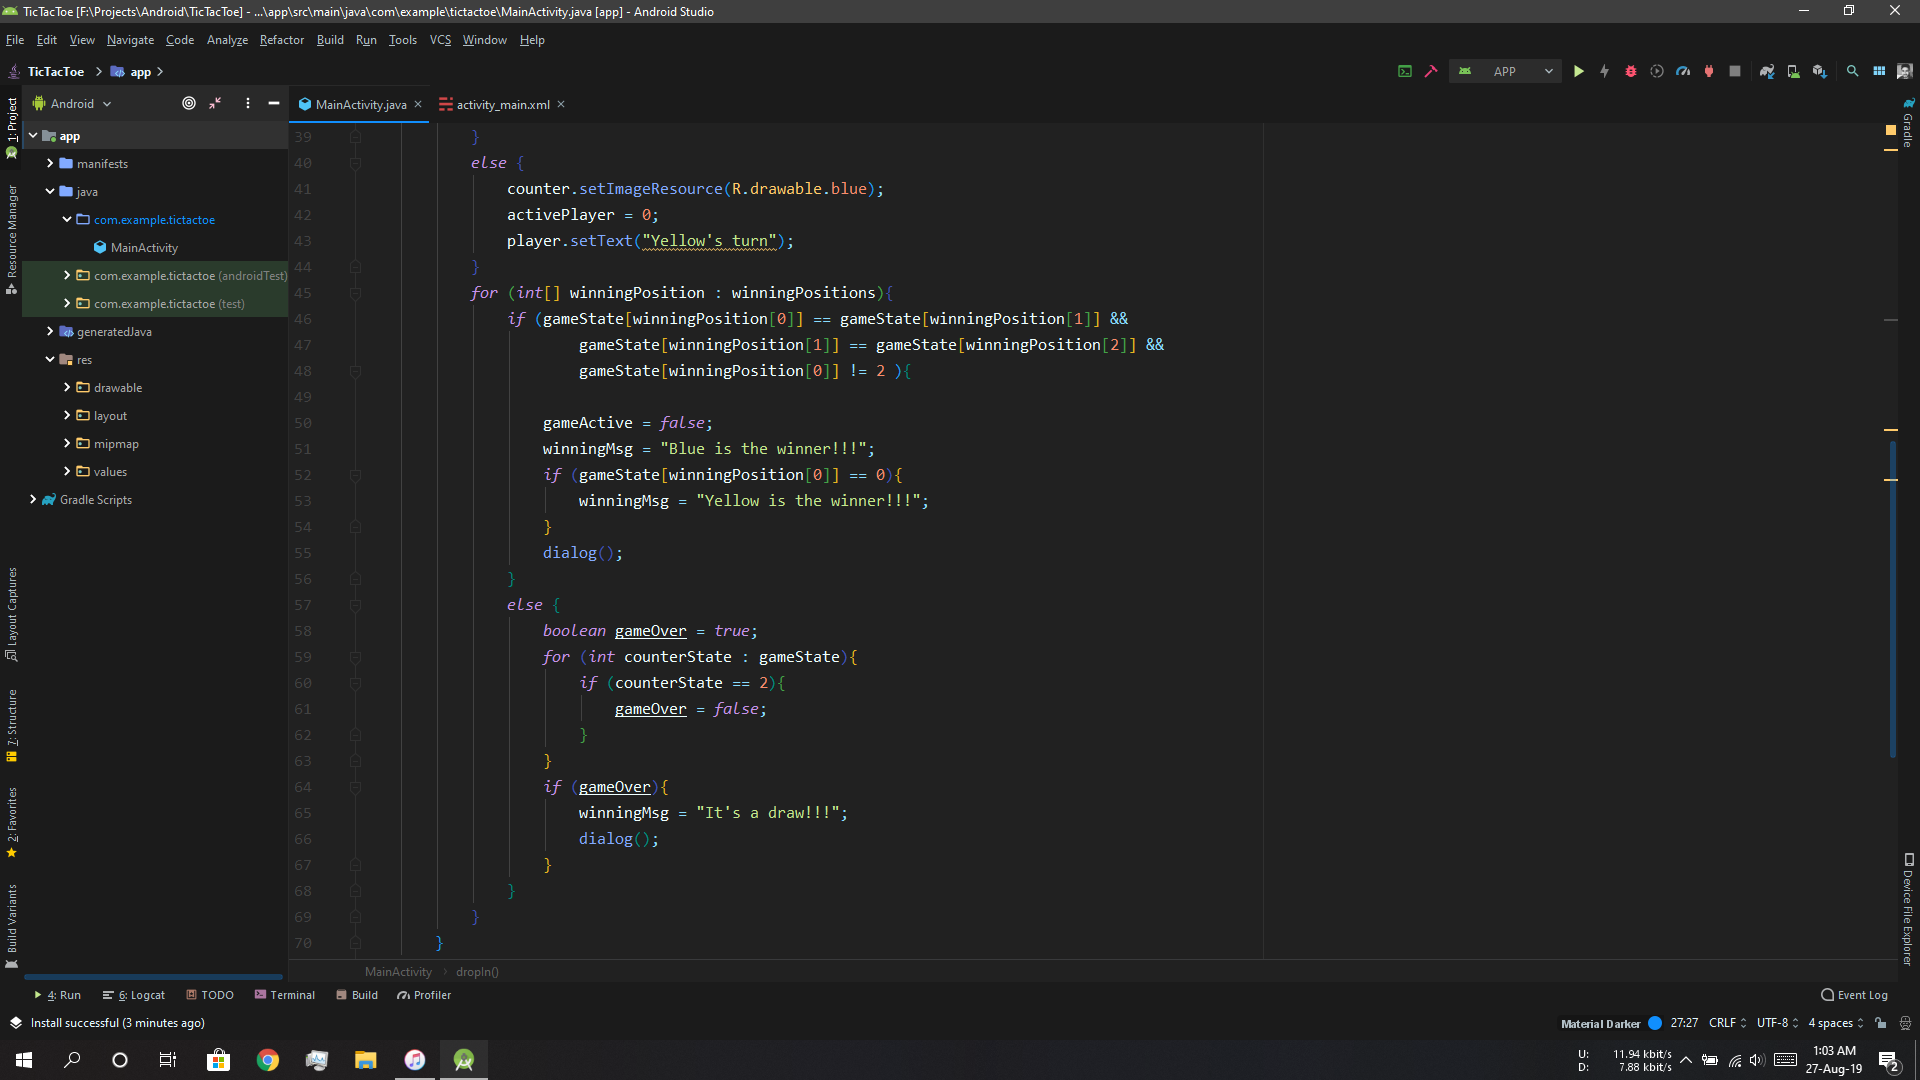 TicTacToe [F:\Projects\Android\TicTacToe] - ...\app\src\main\java\com\example\tictactoe\MainActivity.java [app] - Android Studio
File Edit View Navigate Code Analyze Refactor Build Run Tools VCS Window Help
TicTacToe app
APP
Android
MainActivity.java
activity_main.xml
1: Project
Resource Manager
Layout Captures
7: Structure
2: Favorites
Build Variants
app
manifests
java
com.example.tictactoe
MainActivity
com.example.tictactoe (androidTest)
com.example.tictactoe (test)
generatedJava
res
drawable
layout
mipmap
values
Gradle Scripts
39 }
40 else {
41 counter.setImageResource(R.drawable.blue);
42 activePlayer = 0;
43 player.setText("Yellow's turn");
44 }
45 for (int[] winningPosition : winningPositions){
46 if (gameState[winningPosition[0]] == gameState[winningPosition[1]] &&
47 gameState[winningPosition[1]] == gameState[winningPosition[2]] &&
48 gameState[winningPosition[0]] != 2 ){
49
50 gameActive = false;
51 winningMsg = "Blue is the winner!!!";
52 if (gameState[winningPosition[0]] == 0){
53 winningMsg = "Yellow is the winner!!!";
54 }
55 dialog();
56 }
57 else {
58 boolean gameOver = true;
59 for (int counterState : gameState){
60 if (counterState == 2){
61 gameOver = false;
62 }
63 }
64 if (gameOver){
65 winningMsg = "It's a draw!!!";
66 dialog();
67 }
68 }
69 }
70 }
Gradle
Device File Explorer
MainActivity › dropIn()
4: Run 6: Logcat TODO Terminal Build Profiler
Event Log
Install successful (3 minutes ago)
Material Darker 27:27 CRLF UTF-8 4 spaces
U: 11.94 kbit/s
D: 7.88 kbit/s
1:03 AM
27-Aug-19
2